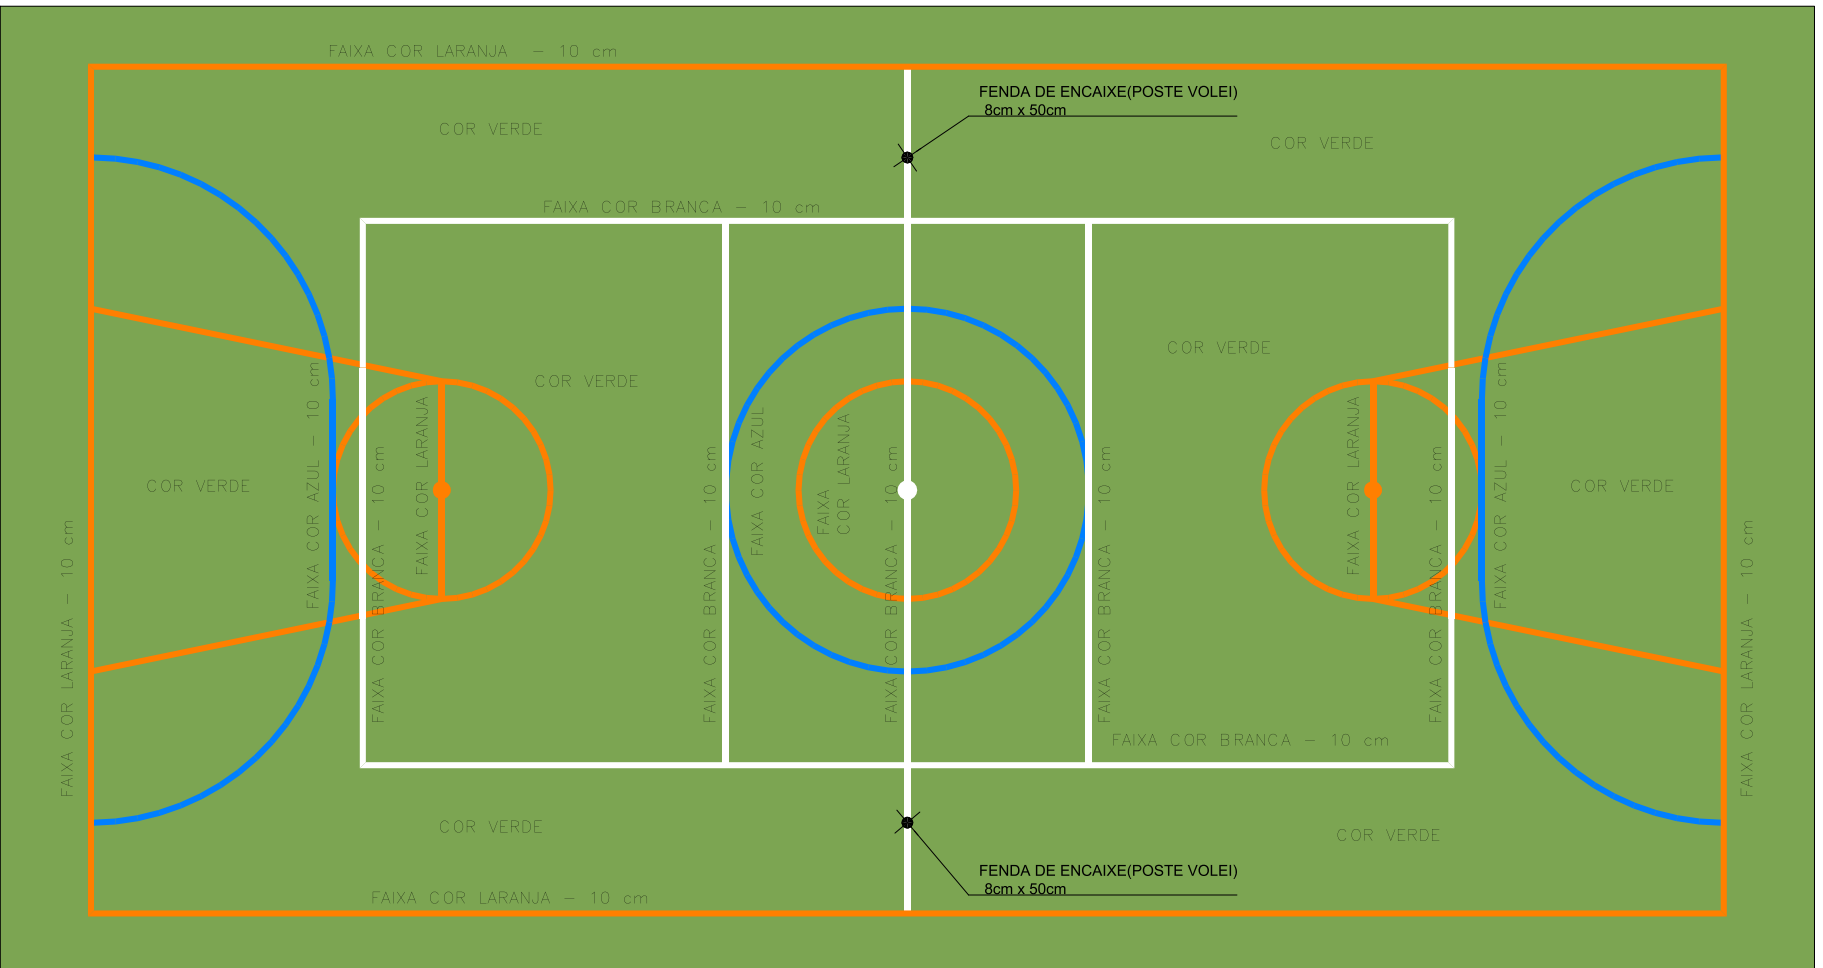 FAIXA COR LARANJA – 10 cm
FENDA DE ENCAIXE(POSTE VOLEI)
8cm x 50cm
COR VERDE
COR VERDE
FAIXA COR BRANCA – 10 cm
COR VERDE
COR VERDE
COR VERDE
COR VERDE
FAIXA COR LARANJA – 10 cm
FAIXA COR AZUL – 10 cm
FAIXA COR BRANCA – 10 cm
FAIXA COR LARANJA
FAIXA COR BRANCA – 10 cm
FAIXA COR AZUL
FAIXA
COR LARANJA
FAIXA COR BRANCA – 10 cm
FAIXA COR BRANCA – 10 cm
FAIXA COR LARANJA
FAIXA COR BRANCA – 10 cm
FAIXA COR AZUL – 10 cm
FAIXA COR LARANJA – 10 cm
FAIXA COR BRANCA – 10 cm
COR VERDE
COR VERDE
FENDA DE ENCAIXE(POSTE VOLEI)
8cm x 50cm
FAIXA COR LARANJA – 10 cm